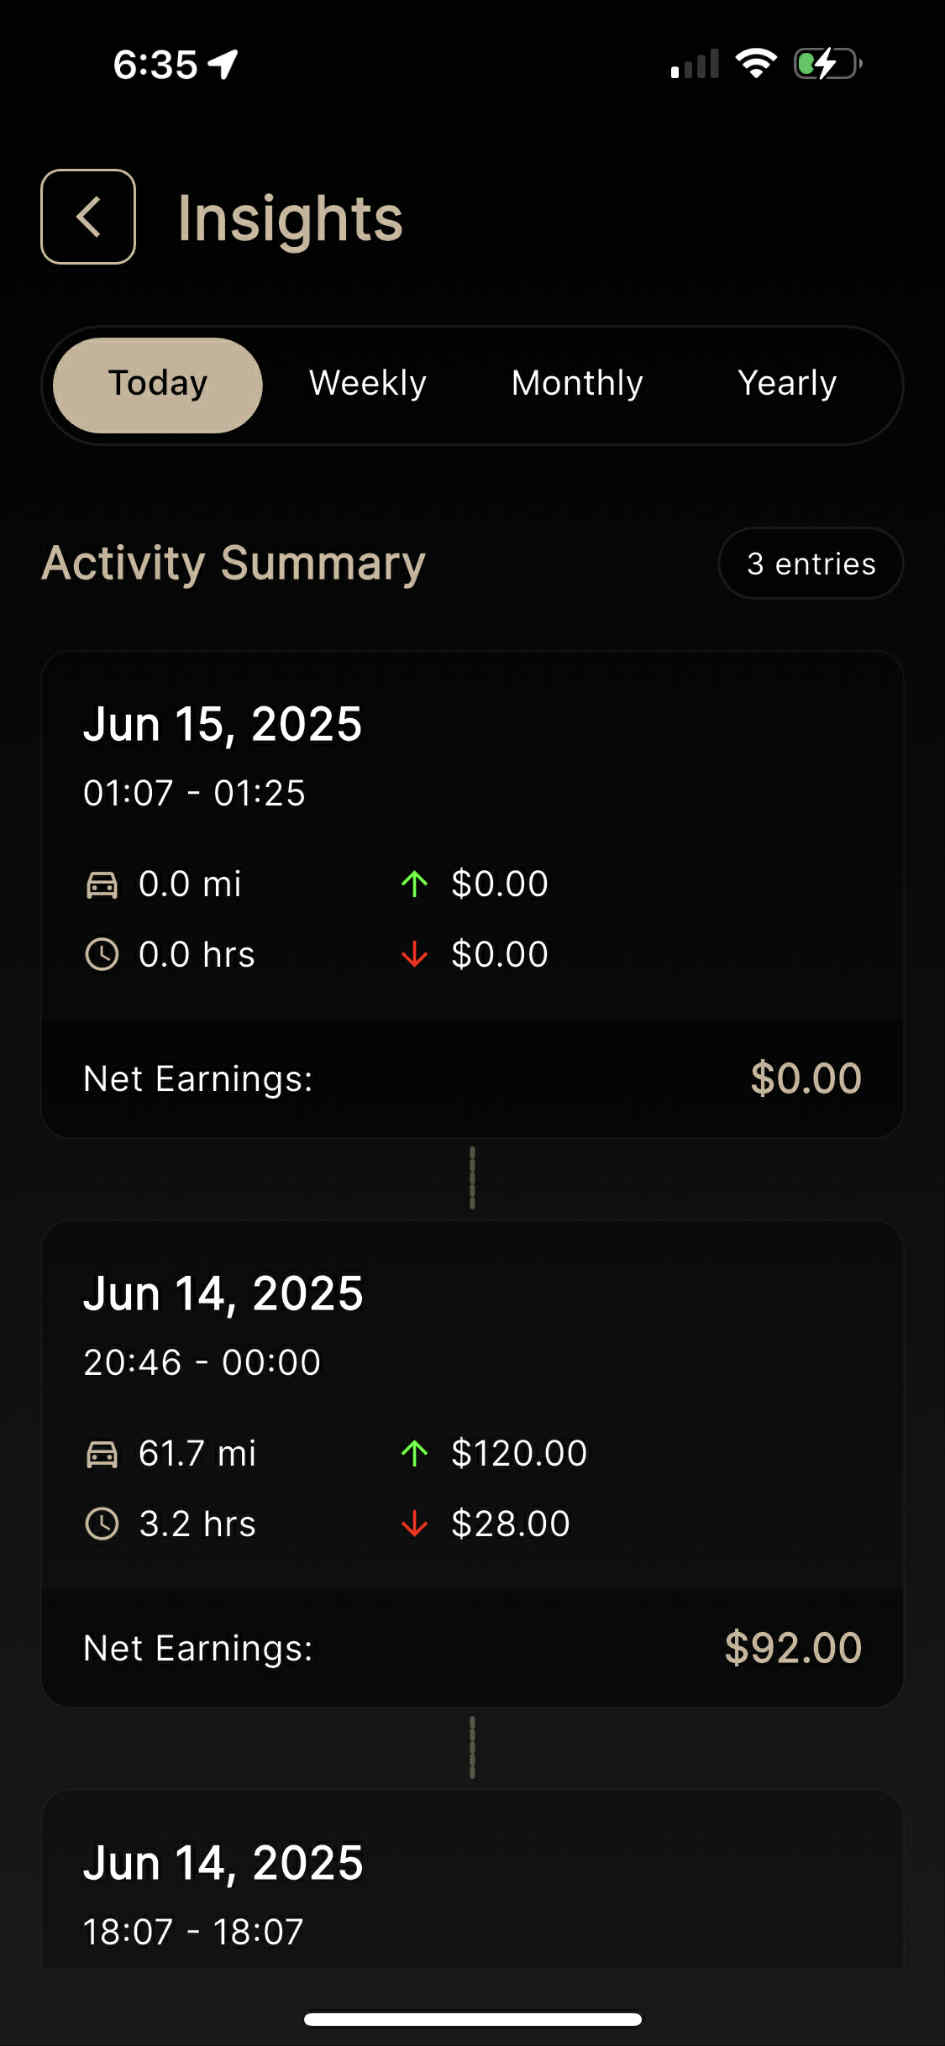 6:35
Insights
Today Weekly Monthly Yearly
Activity Summary 3 entries
Jun 15, 2025
01:07 - 01:25
0.0 mi $0.00
0.0 hrs $0.00
Net Earnings: $0.00
Jun 14, 2025
20:46 - 00:00
61.7 mi $120.00
3.2 hrs $28.00
Net Earnings: $92.00
Jun 14, 2025
18:07 - 18:07